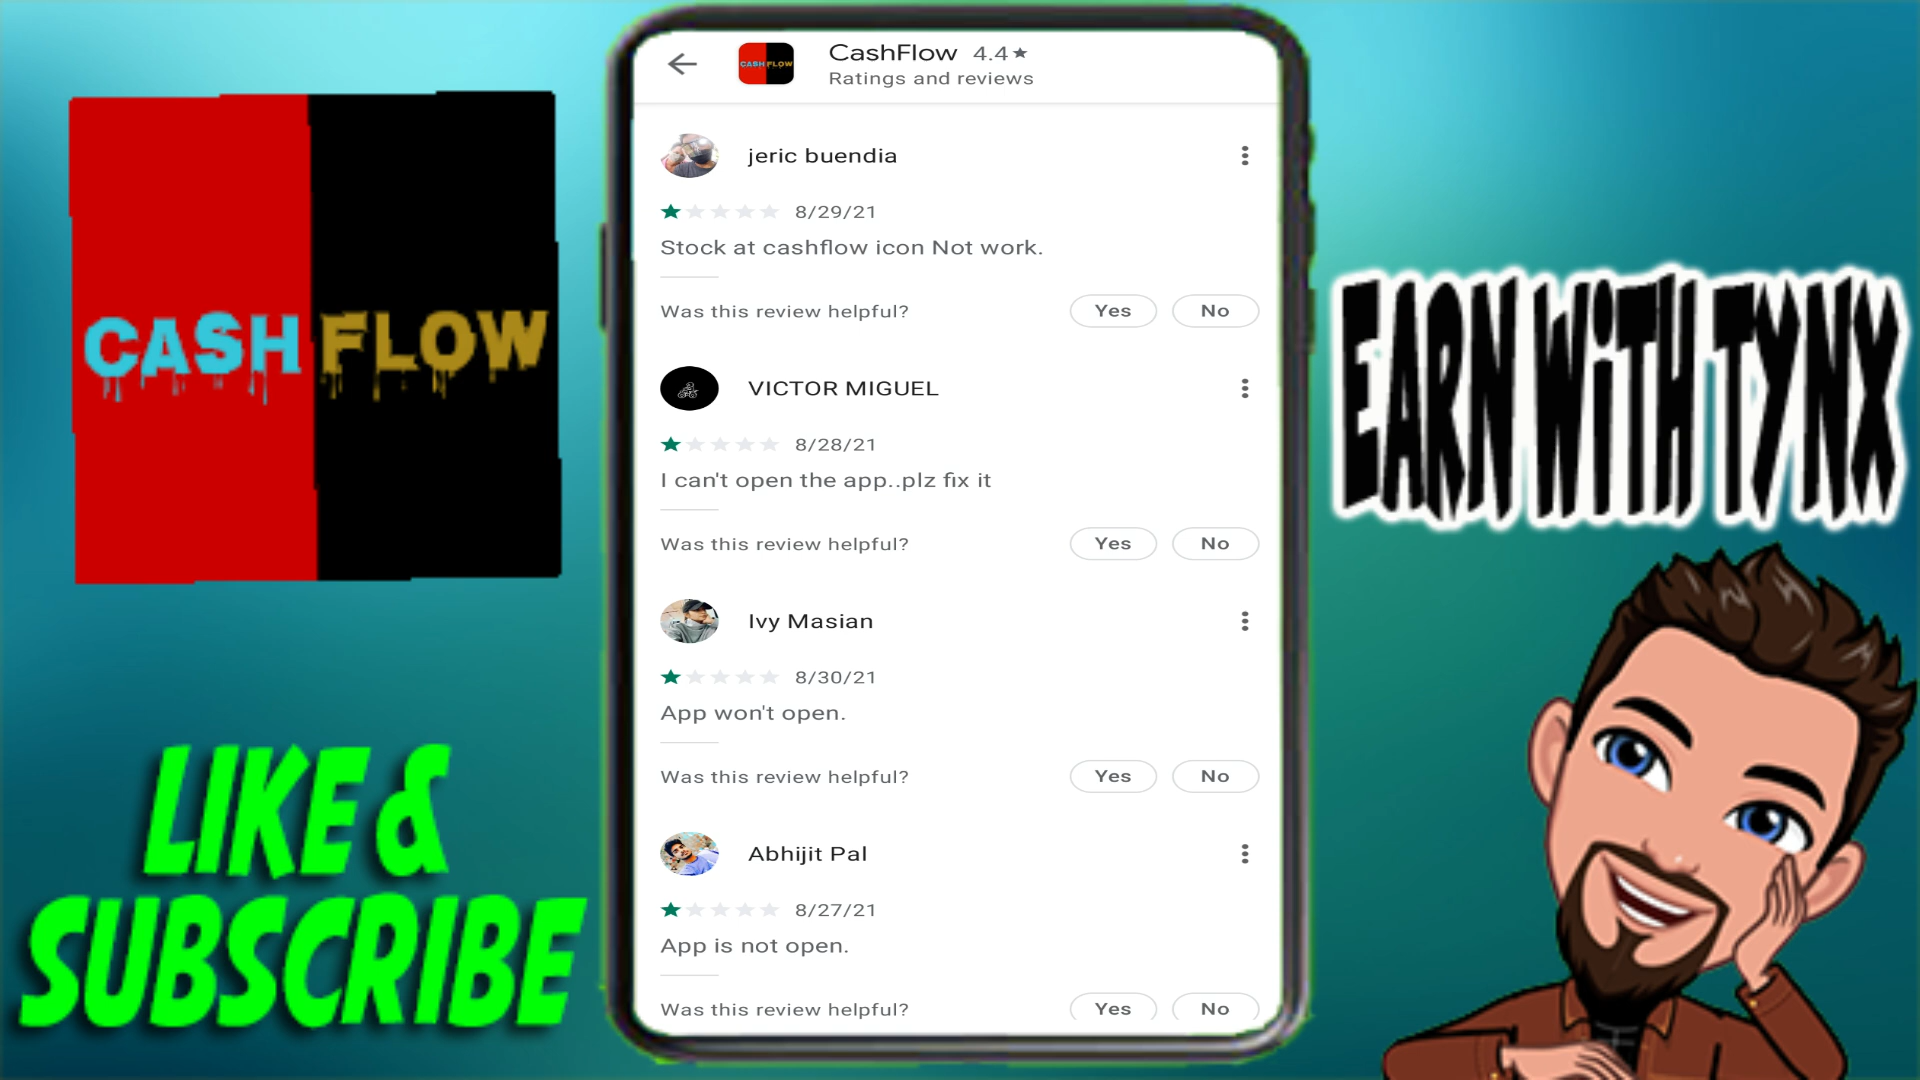 CASH FLOW
LIKE &
SUBSCRIBE
CASH FLOW
CashFlow 4.4★
Ratings and reviews
jeric buendia
8/29/21
Stock at cashflow icon Not work.
Was this review helpful? Yes No
VICTOR MIGUEL
8/28/21
I can't open the app..plz fix it
Was this review helpful? Yes No
Ivy Masian
8/30/21
App won't open.
Was this review helpful? Yes No
Abhijit Pal
8/27/21
App is not open.
Was this review helpful? Yes No
EARN WiTH TYNX